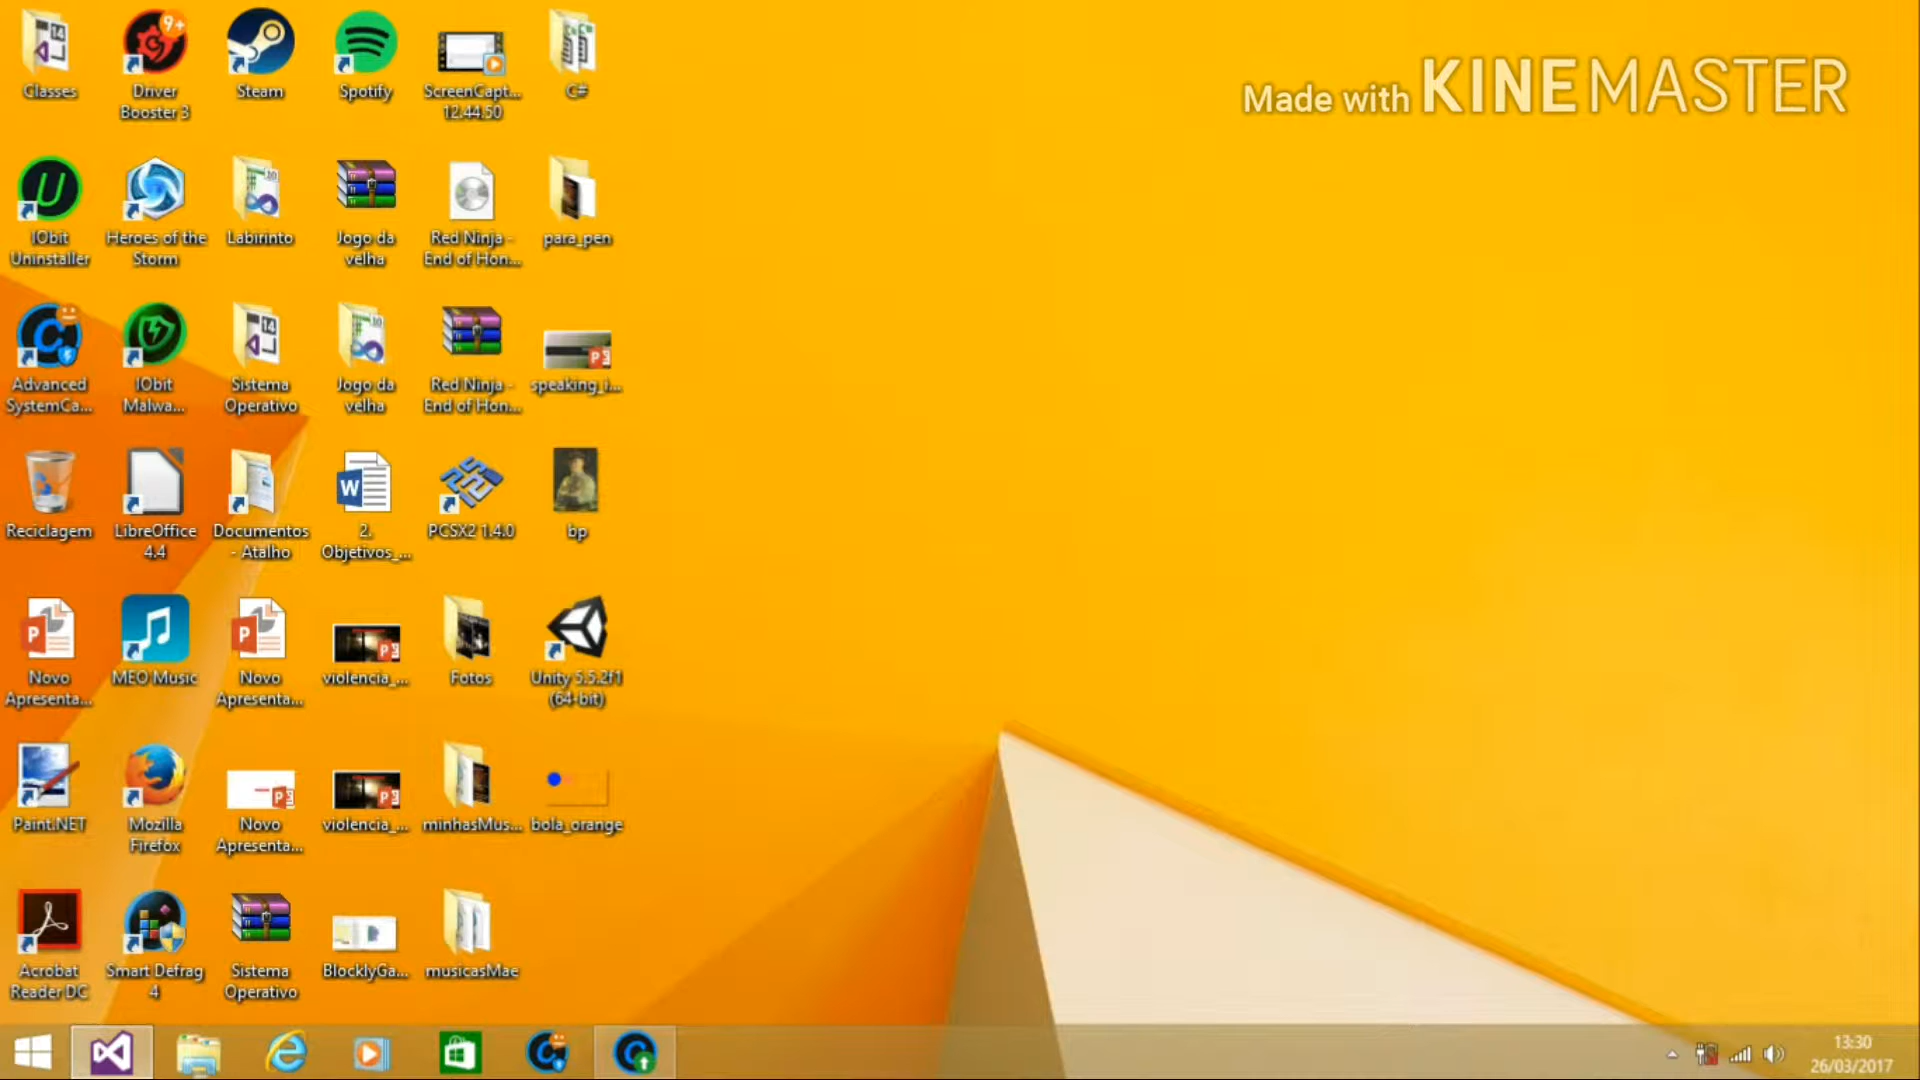 Made with KINEMASTER
Classes
Driver
Booster 3
Steam
Spotify
ScreenCapt...
12.44.50
C#
IObit
Uninstaller
Heroes of the
Storm
Labirinto
Jogo da
velha
Red Ninja -
End of Hon...
para_pen
Advanced
SystemCa...
IObit
Malwa...
Sistema
Operativo
Jogo da
velha
Red Ninja -
End of Hon...
speaking_i...
Reciclagem
LibreOffice
4.4
Documentos
- Atalho
2.
Objetivos_...
PCSX2 1.4.0
bp
Novo
Apresenta...
MEO Music
Novo
Apresenta...
violencia_...
Fotos
Unity 5.5.2f1
(64-bit)
Paint.NET
Mozilla
Firefox
Novo
Apresenta...
violencia_...
minhasMus...
bola_orange
Acrobat
Reader DC
Smart Defrag
4
Sistema
Operativo
BlocklyGa...
musicasMae
13:30
26/03/2017